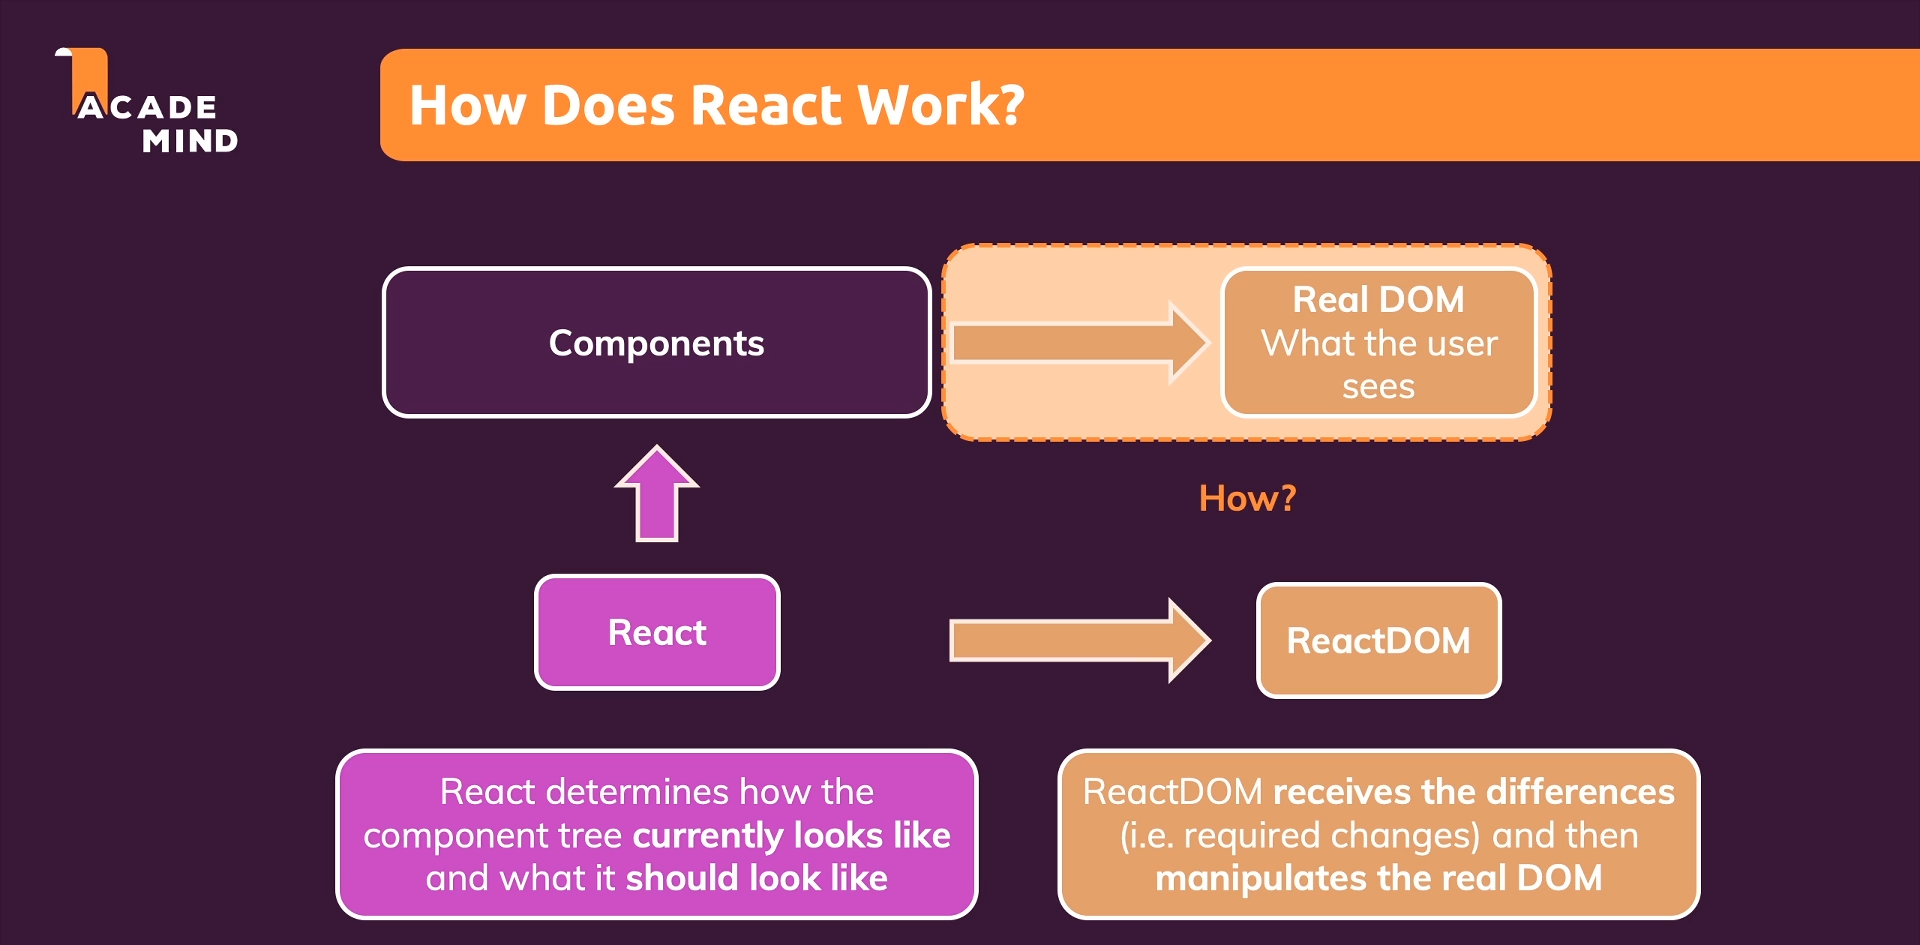 ACADE
MIND
How Does React Work?
Components
Real DOM
What the user
sees
How?
React
ReactDOM
React determines how the
component tree currently looks like
and what it should look like
ReactDOM receives the differences
(i.e. required changes) and then
manipulates the real DOM